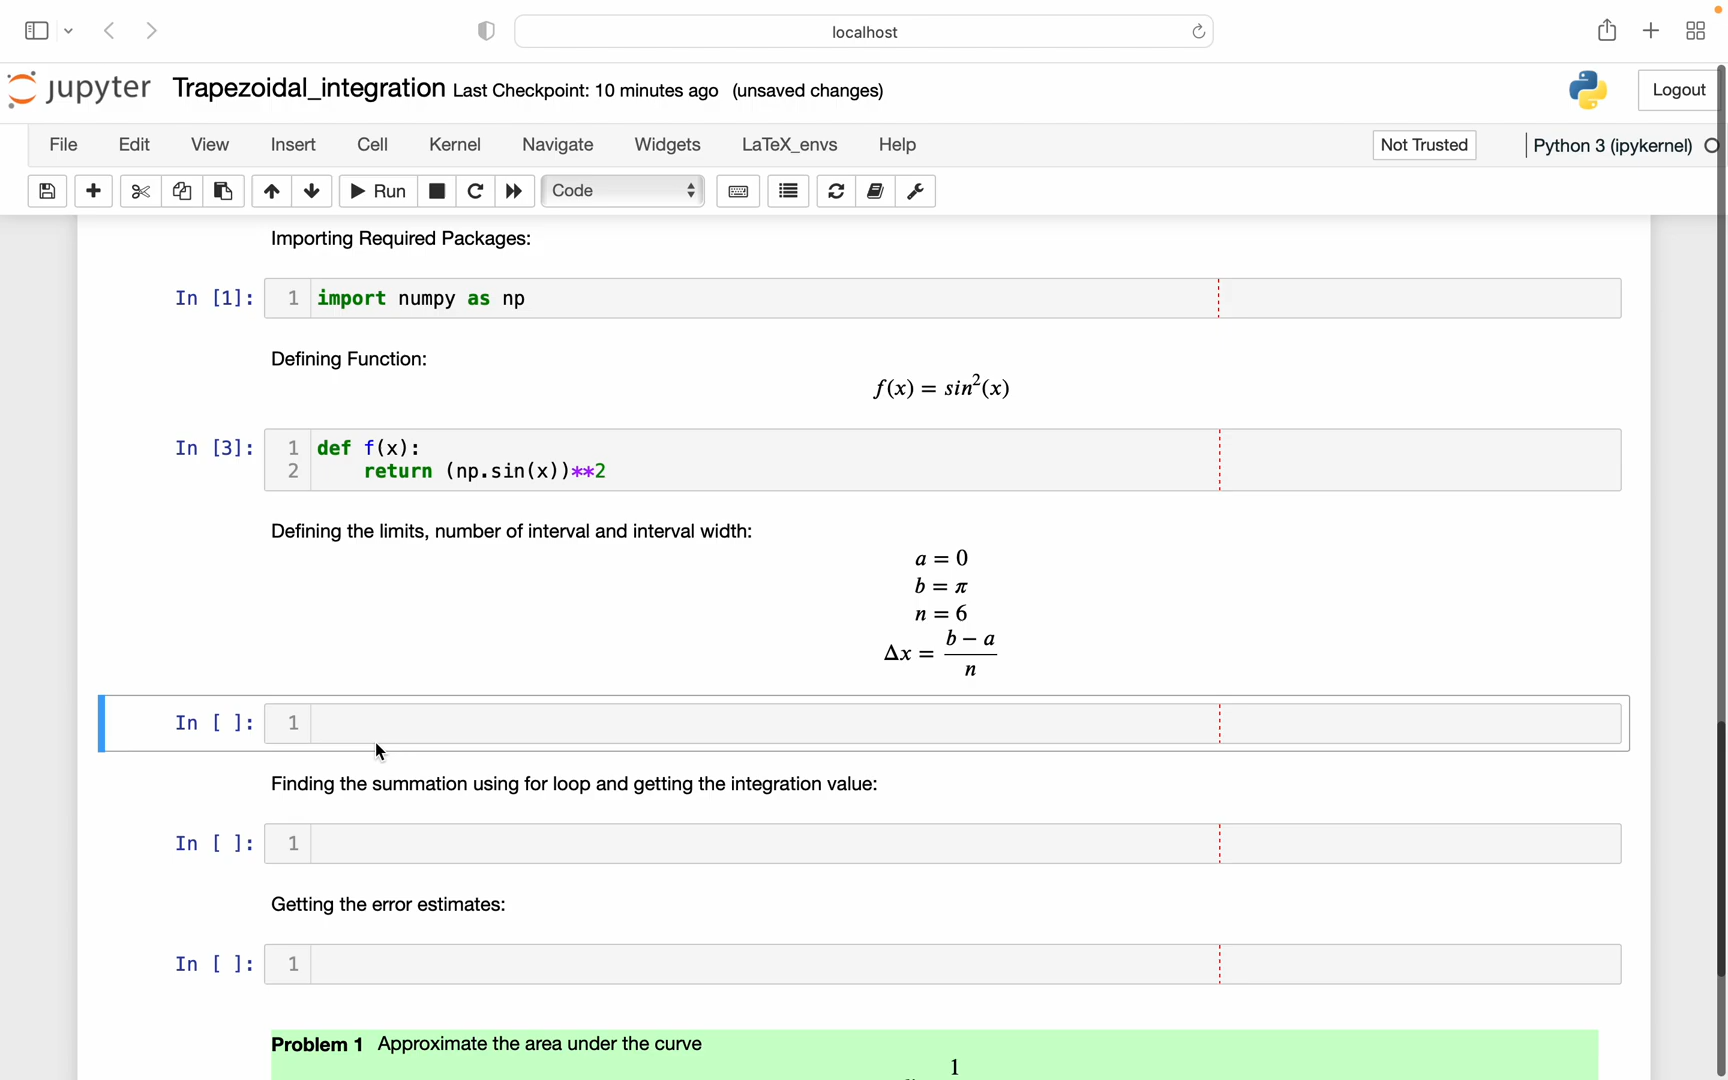 localhost
jupyter Trapezoidal_integration Last Checkpoint: 10 minutes ago (unsaved changes)
Logout
File Edit View Insert Cell Kernel Navigate Widgets LaTeX_envs Help
Not Trusted
Python 3 (ipykernel)
Run
Code
Importing Required Packages:
In [1]: 1 import numpy as np
Defining Function:
f(x) = sin²(x)
In [3]: 1 def f(x):
2 return (np.sin(x))**2
Defining the limits, number of interval and interval width:
a = 0
b = π
n = 6
Δx = b − a
n
In [ ]: 1
Finding the summation using for loop and getting the integration value:
In [ ]: 1
Getting the error estimates:
In [ ]: 1
Problem 1 Approximate the area under the curve
1